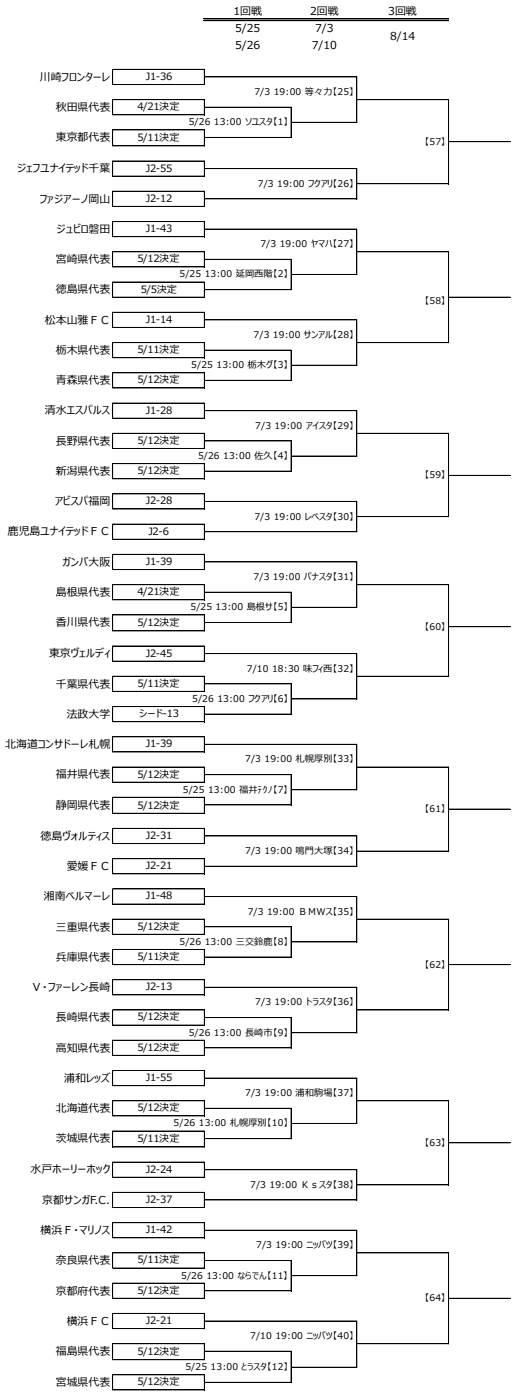 1回戦 2回戦 3回戦
5/25 7/3 8/14
5/26 7/10
川崎フロンターレ J1-36
7/3 19:00 等々力【25】
秋田県代表 4/21決定
5/26 13:00 ソユスタ【1】
東京都代表 5/11決定
【57】
ジェフユナイテッド千葉 J2-55
7/3 19:00 フクアリ【26】
ファジアーノ岡山 J2-12
ジュビロ磐田 J1-43
7/3 19:00 ヤマハ【27】
宮崎県代表 5/12決定
5/25 13:00 延岡西階【2】
徳島県代表 5/5決定
【58】
松本山雅FC J1-14
7/3 19:00 サンアル【28】
栃木県代表 5/11決定
5/25 13:00 栃木グ【3】
青森県代表 5/12決定
清水エスパルス J1-28
7/3 19:00 アイスタ【29】
長野県代表 5/12決定
5/26 13:00 佐久【4】
新潟県代表 5/12決定
【59】
アビスパ福岡 J2-28
7/3 19:00 レベスタ【30】
鹿児島ユナイテッドFC J2-6
ガンバ大阪 J1-39
7/3 19:00 パナスタ【31】
島根県代表 4/21決定
5/25 13:00 島根サ【5】
香川県代表 5/12決定
【60】
東京ヴェルディ J2-45
7/10 18:30 味フィ西【32】
千葉県代表 5/11決定
5/26 13:00 フクアリ【6】
法政大学 シード-13
北海道コンサドーレ札幌 J1-39
7/3 19:00 札幌厚別【33】
福井県代表 5/12決定
5/25 13:00 福井テクノ【7】
静岡県代表 5/12決定
【61】
徳島ヴォルティス J2-31
7/3 19:00 鳴門大塚【34】
愛媛FC J2-21
湘南ベルマーレ J1-48
7/3 19:00 BMWス【35】
三重県代表 5/12決定
5/26 13:00 三交鈴鹿【8】
兵庫県代表 5/11決定
【62】
V・ファーレン長崎 J2-13
7/3 19:00 トラスタ【36】
長崎県代表 5/12決定
5/26 13:00 長崎市【9】
高知県代表 5/12決定
浦和レッズ J1-55
7/3 19:00 浦和駒場【37】
北海道代表 5/12決定
5/26 13:00 札幌厚別【10】
茨城県代表 5/11決定
【63】
水戸ホーリーホック J2-24
7/3 19:00 Ksスタ【38】
京都サンガF.C. J2-37
横浜F・マリノス J1-42
7/3 19:00 ニッパツ【39】
奈良県代表 5/11決定
5/26 13:00 ならでん【11】
京都府代表 5/12決定
【64】
横浜FC J2-21
7/10 19:00 ニッパツ【40】
福島県代表 5/12決定
5/25 13:00 とうスタ【12】
宮城県代表 5/12決定